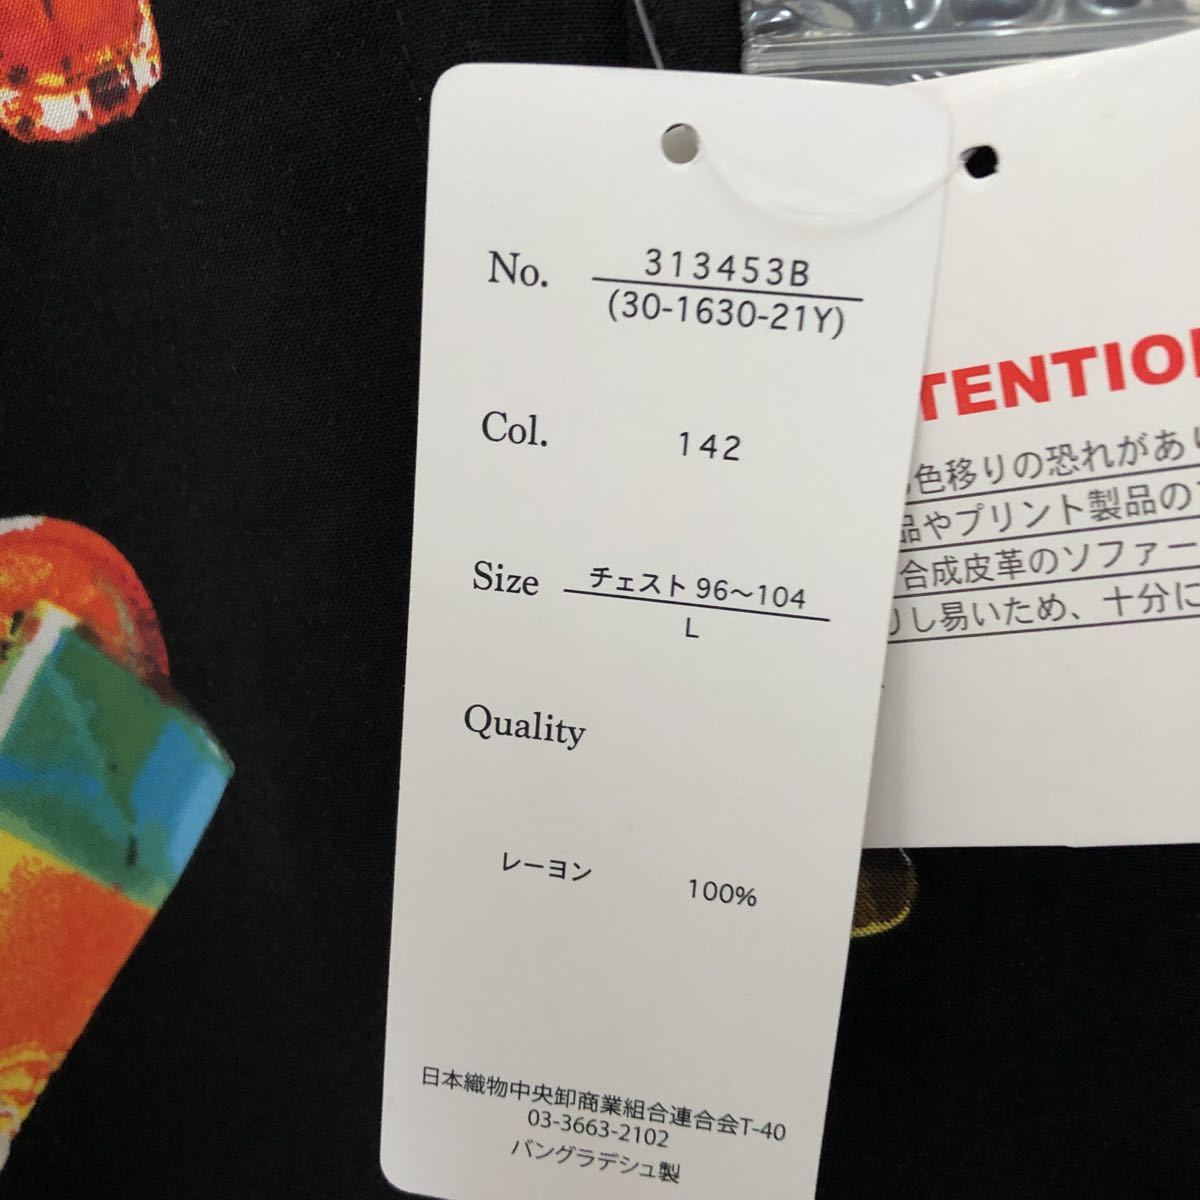 No. 313453B
(30-1630-21Y)
Col. 142
Size チェスト 96〜104
L
Quality
レーヨン 100%
日本織物中央卸商業組合連合会T-40
03-3663-2102
バングラデシュ製
TENTION
色移りの恐れがあり
品やプリント製品の
合成皮革のソファー
りし易いため、十分に